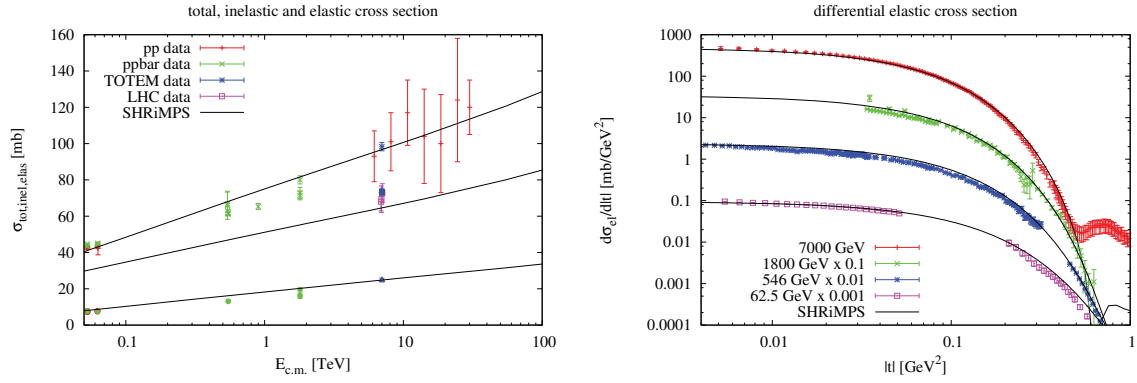 total, inelastic and elastic cross section
160
140
120
100
80
60
40
20
0
σtot,inel,elas [mb]
pp data
ppbar data
TOTEM data
LHC data
SHRiMPS
0.1 1 10 100
Ec.m. [TeV]
differential elastic cross section
1000
100
10
1
0.1
0.01
0.001
0.0001
dσel/d|t| [mb/GeV²]
7000 GeV
1800 GeV x 0.1
546 GeV x 0.01
62.5 GeV x 0.001
SHRiMPS
0.01 0.1 1
|t| [GeV²]